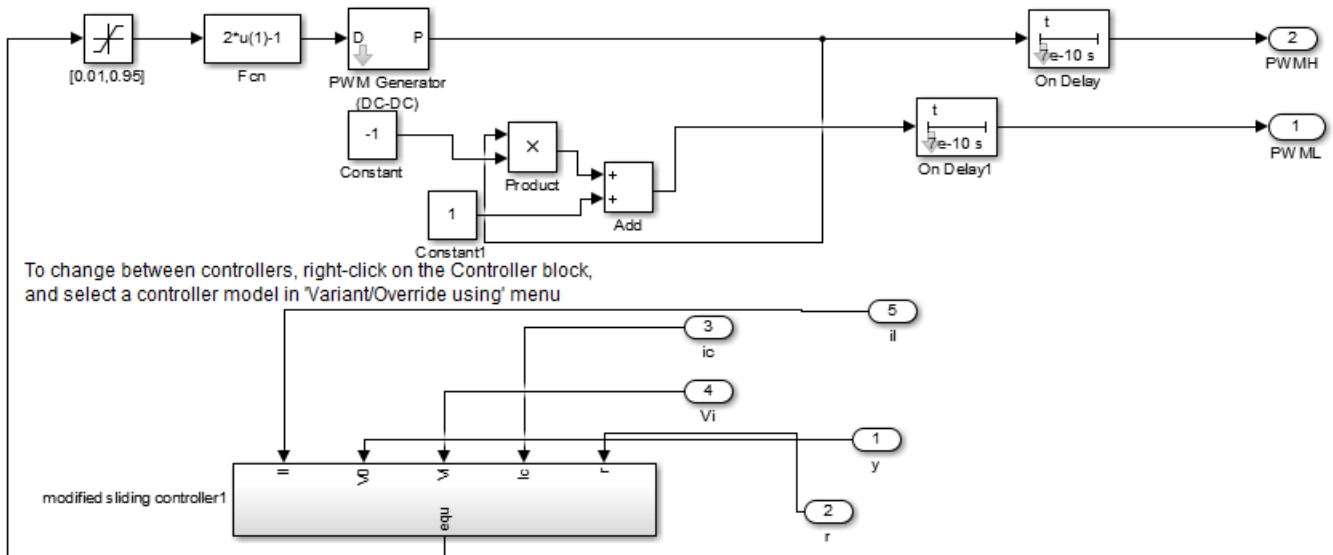 [0.01,0.95]
2*u(1)-1
Fcn
D
P
PWM Generator
(DC-DC)
t
7e-10 s
On Delay
2
PWMH
-1
Constant
×
Product
1
Constant1
+
+
Add
t
7e-10 s
On Delay1
1
PWML
To change between controllers, right-click on the Controller block,
and select a controller model in 'Variant/Override using' menu
5
il
3
ic
4
Vi
1
y
2
r
modified sliding controller1
Il
V0
Vi
Ic
r
equ